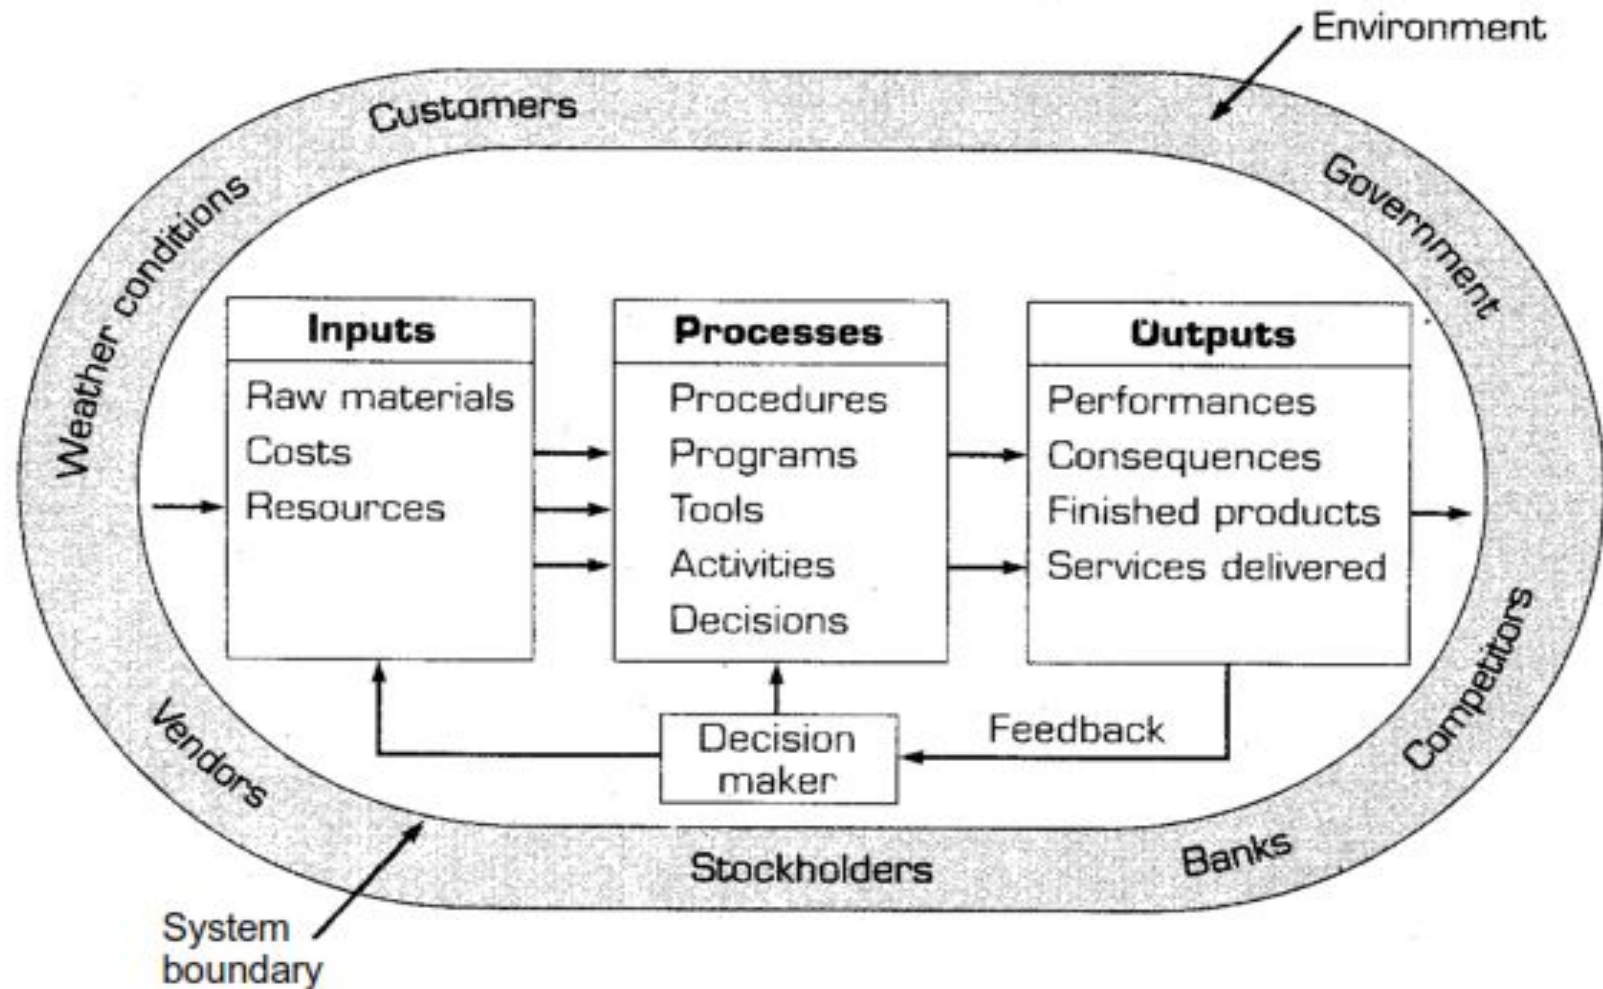 Environment
Customers
Government
Weather conditions
Inputs
Raw materials
Costs
Resources
Processes
Procedures
Programs
Tools
Activities
Decisions
Outputs
Performances
Consequences
Finished products
Services delivered
Decision
maker
Feedback
Competitors
Vendors
Stockholders
Banks
System
boundary